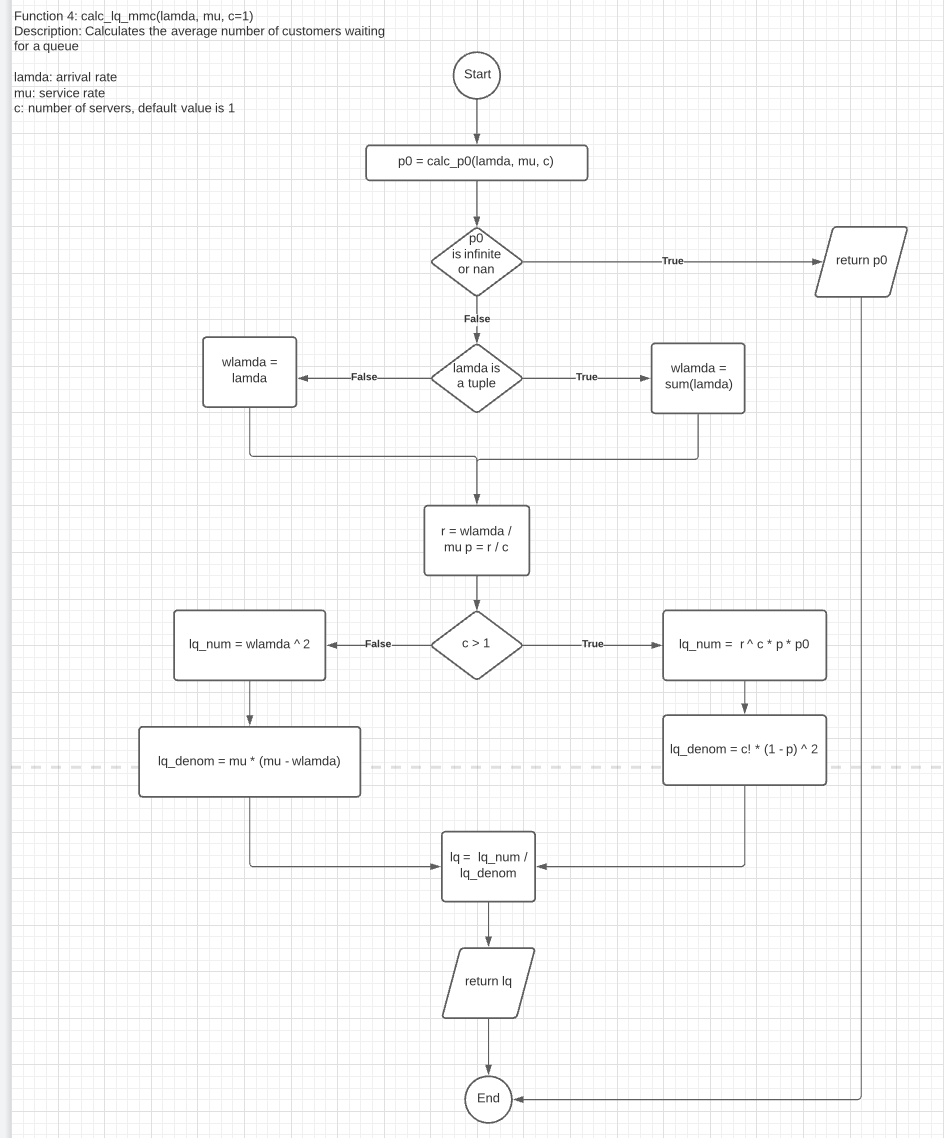 Function 4: calc_lq_mmc(lamda, mu, c=1)
Description: Calculates the average number of customers waiting
for a queue
lamda: arrival rate
mu: service rate
c: number of servers, default value is 1
Start
p0 = calc_p0(lamda, mu, c)
p0
is infinite
or nan
True
return p0
False
wlamda =
lamda
False
lamda is
a tuple
True
wlamda =
sum(lamda)
r = wlamda /
mu p = r / c
lq_num = wlamda ^ 2
False
c > 1
True
lq_num =  r ^ c * p * p0
lq_denom = mu * (mu - wlamda)
lq_denom = c! * (1 - p) ^ 2
lq =  lq_num /
lq_denom
return lq
End